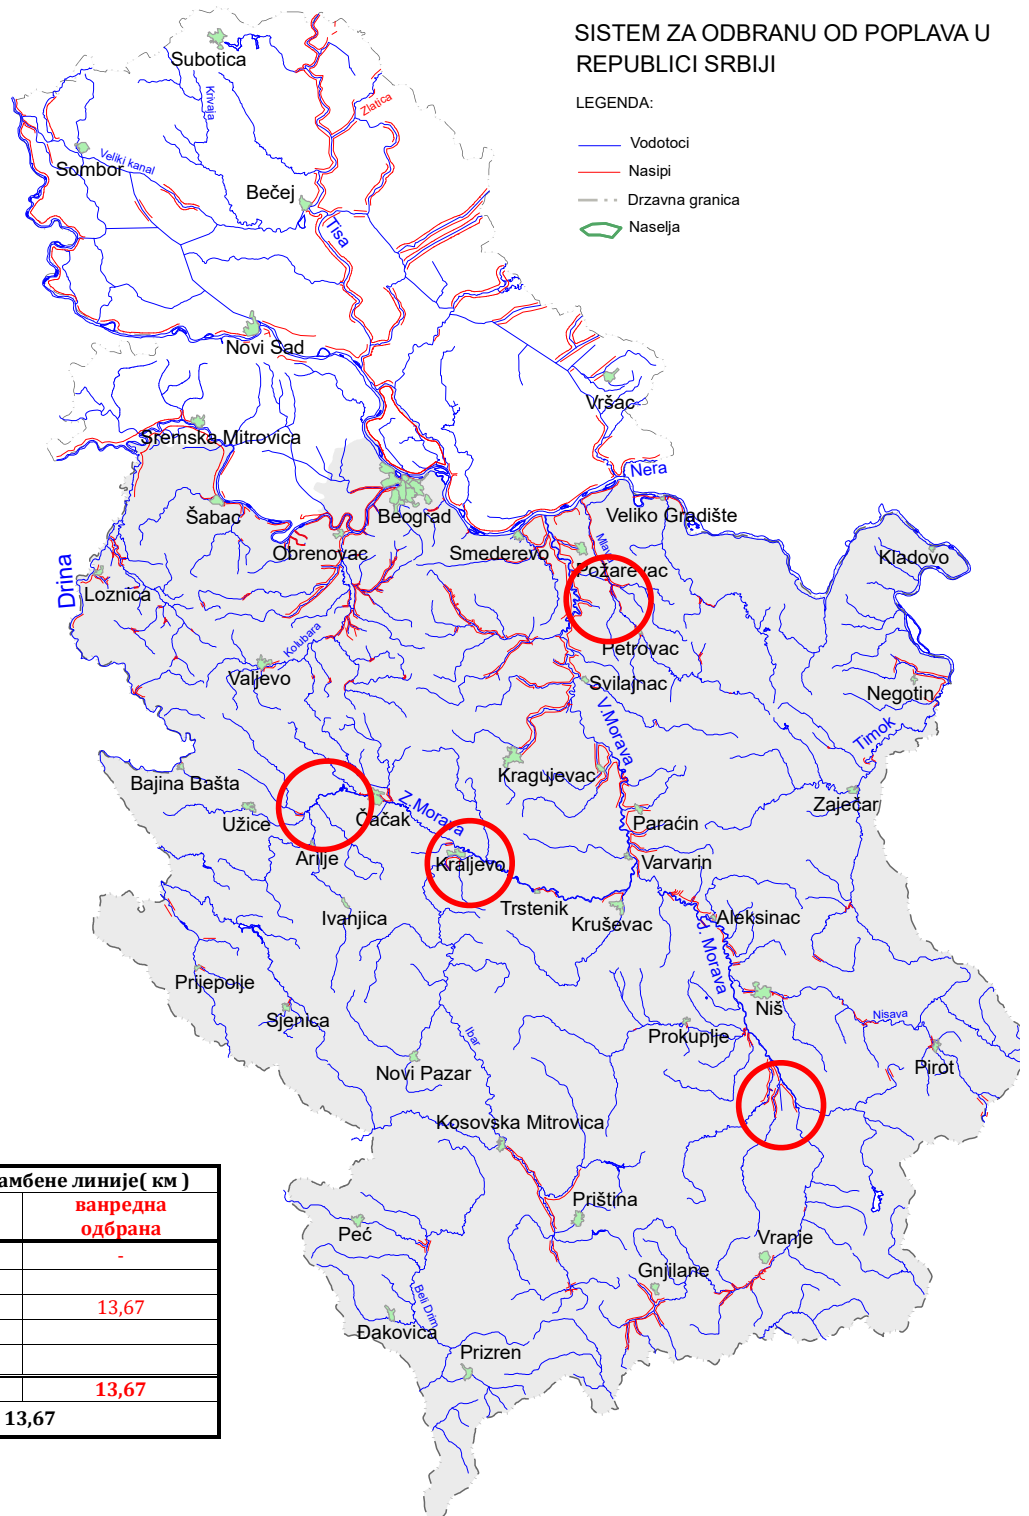 SISTEM ZA ODBRANU OD POPLAVA U
REPUBLICI SRBIJI
LEGENDA:
Vodotoci
Nasipi
Drzavna granica
Naselja
Subotica
Krivaja
Zlatica
Sombor
Veliki kanal
Bečej
Tisa
Novi Sad
Vršac
Sremska Mitrovica
Nera
Šabac
Beograd
Veliko Gradište
Obrenovac
Smederevo
Kladovo
Drina
Loznica
Požarevac
Kolubara
Petrovac
Valjevo
Svilajnac
Negotin
V.Morava
Timok
Bajina Bašta
Kragujevac
Zaječar
Užice
Čačak
Z.Morava
Paraćin
Arilje
Kraljevo
Varvarin
Ivanjica
Trstenik
Kruševac
Aleksinac
J. Morava
Prijepolje
Sjenica
Niš
Nisava
Ibar
Prokuplje
Novi Pazar
Pirot
Kosovska Mitrovica
Priština
Peć
Vranje
Gnjilane
Beli Drim
Đakovica
Prizren
амбене линије( км )
ванредна
одбрана
-
13,67
13,67
13,67